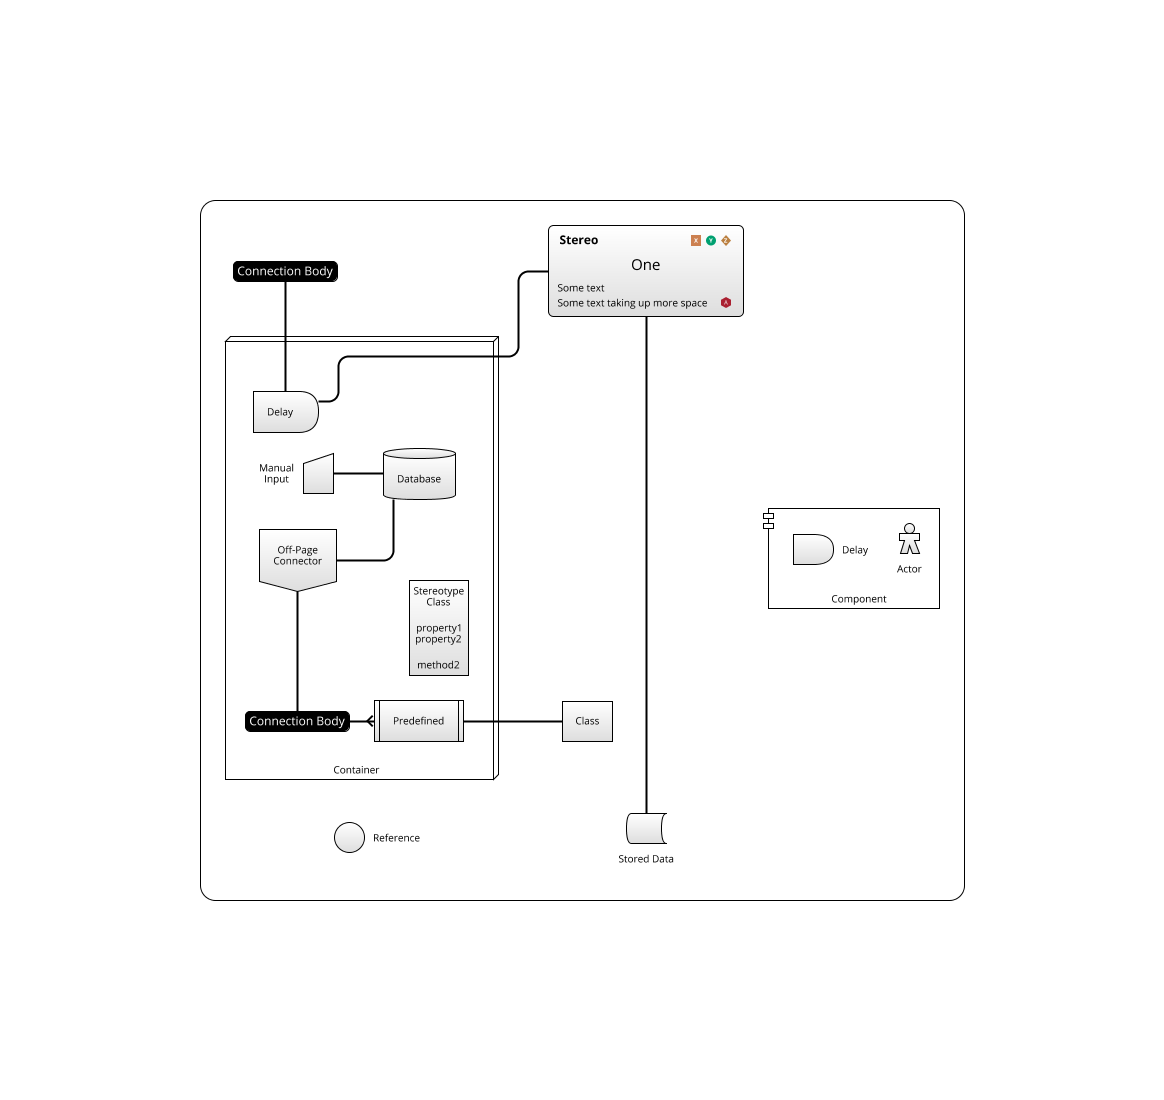 Stereo
X
Y
Z
One
Some text
Some text taking up more space
A
Connection Body
Delay
Manual
Input
Database
Off-Page
Connector
Stereotype
Class
property1
property2
method2
Connection Body
Predefined
Class
Container
Reference
Stored Data
Delay
Actor
Component